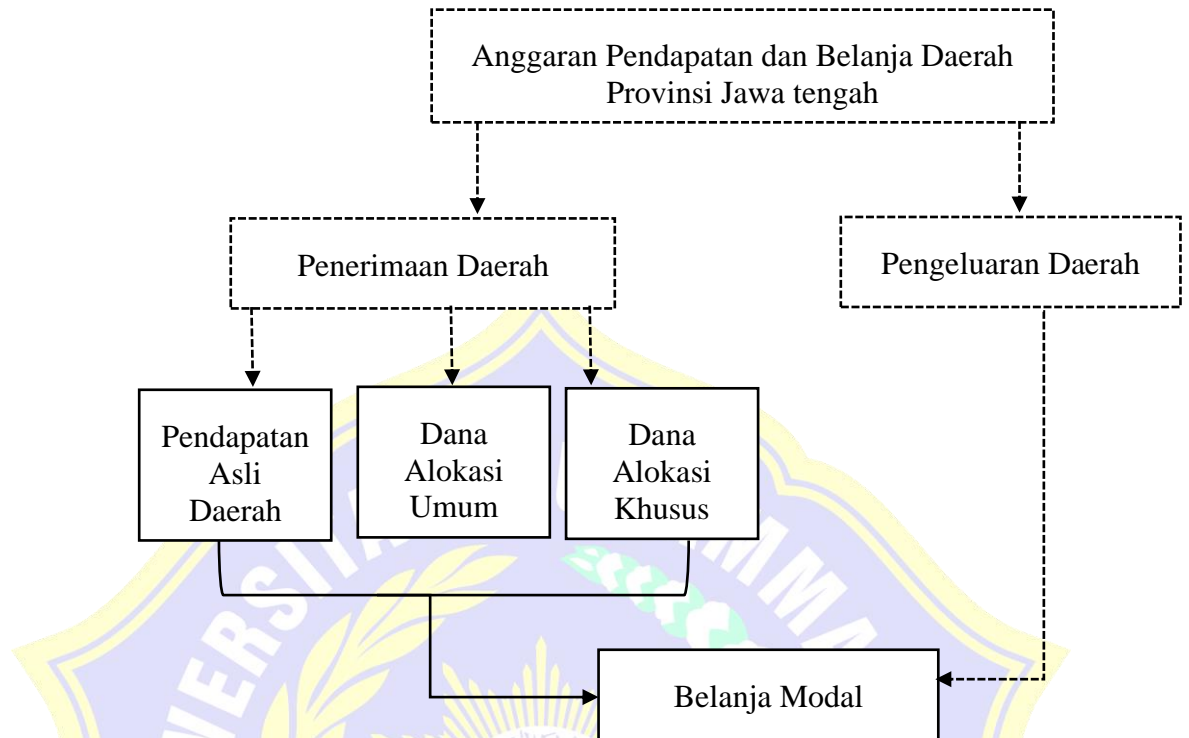 Anggaran Pendapatan dan Belanja Daerah
Provinsi Jawa tengah
Penerimaan Daerah
Pengeluaran Daerah
Pendapatan
Asli
Daerah
Dana
Alokasi
Umum
Dana
Alokasi
Khusus
Belanja Modal